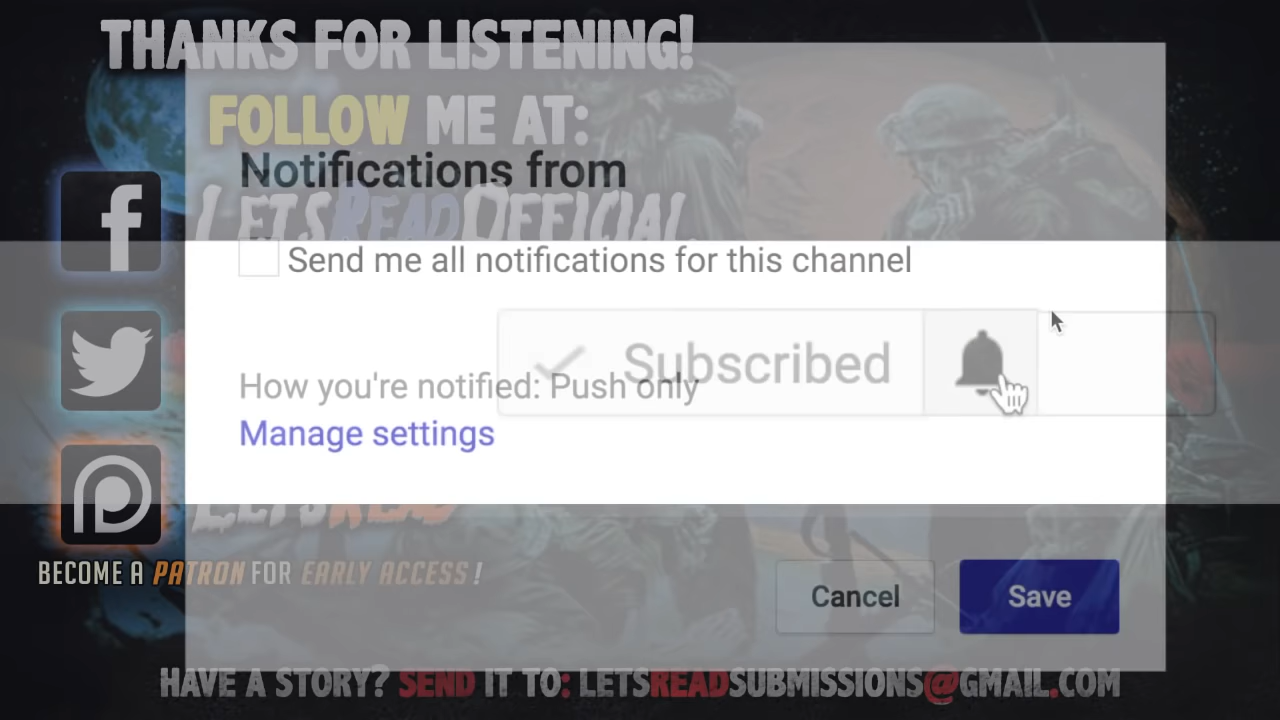 THANKS FOR LISTENING!
FOLLOW ME AT:
Notifications from
LETSREADOFFICIAL
Send me all notifications for this channel
Subscribed
How you're notified: Push only
Manage settings
LETSREAD
BECOME A PATRON FOR EARLY ACCESS!
Cancel
Save
HAVE A STORY? SEND IT TO: LETSREADSUBMISSIONS@GMAIL.COM